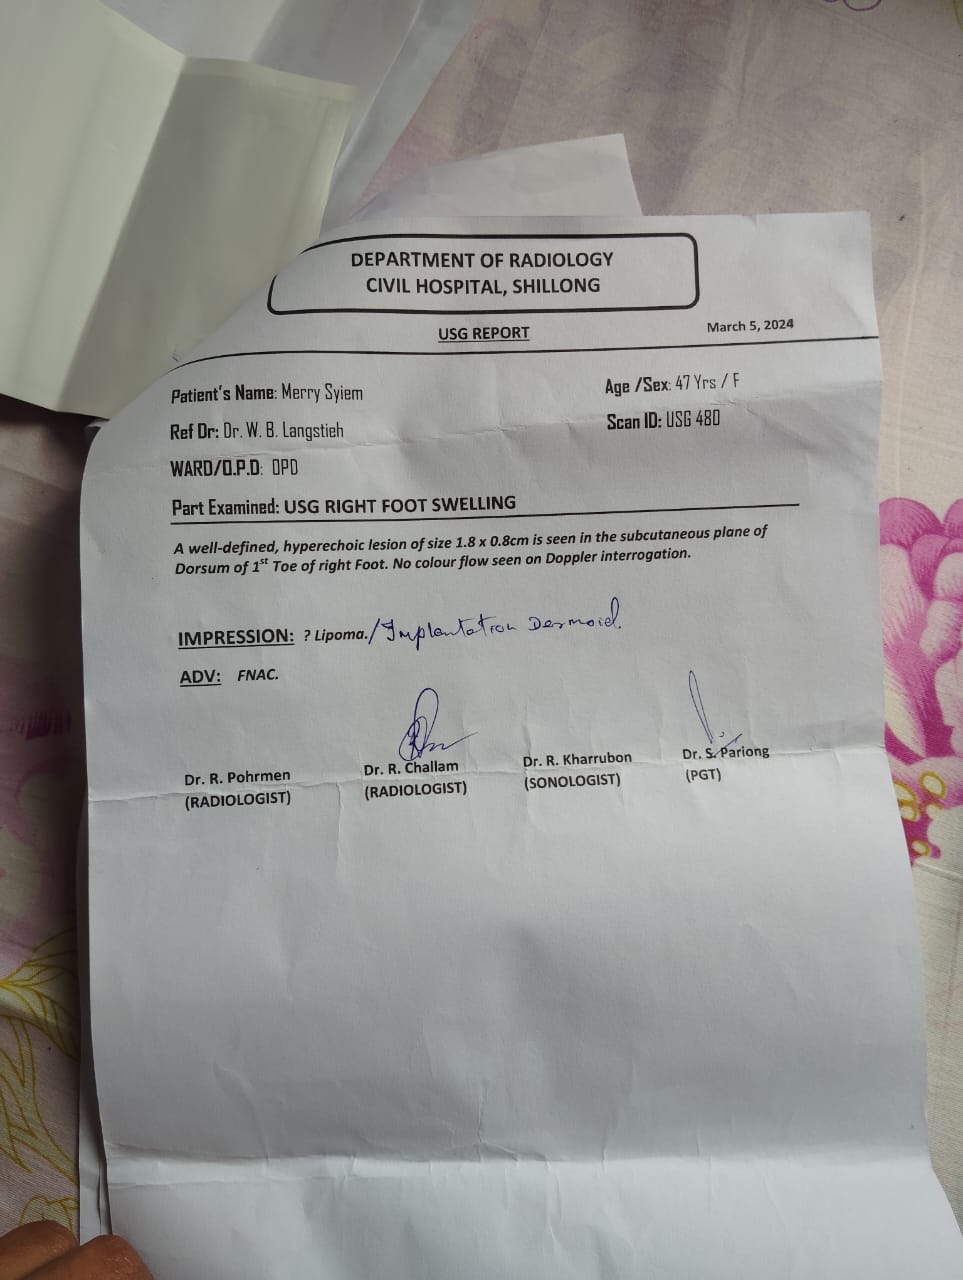 DEPARTMENT OF RADIOLOGY
CIVIL HOSPITAL, SHILLONG
USG REPORT
March 5, 2024
Patient's Name: Merry Syiem
Age /Sex: 47 Yrs / F
Ref Dr: Dr. W. B. Langstieh
Scan ID: USG 480
WARD/O.P.D: OPD
Part Examined: USG RIGHT FOOT SWELLING
A well-defined, hyperechoic lesion of size 1.8 x 0.8cm is seen in the subcutaneous plane of
Dorsum of 1st Toe of right Foot. No colour flow seen on Doppler interrogation.
IMPRESSION: ? Lipoma./Implantation Desmoid.
ADV: FNAC.
Dr. R. Pohrmen
(RADIOLOGIST)
Dr. R. Challam
(RADIOLOGIST)
Dr. R. Kharrubon
(SONOLOGIST)
Dr. S. Pariong
(PGT)